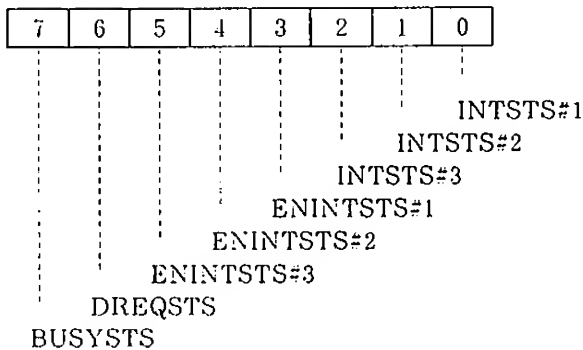 7 6 5 4 3 2 1 0
INTSTS#1
INTSTS#2
INTSTS#3
ENINTSTS#1
ENINTSTS#2
ENINTSTS#3
DREQSTS
BUSYSTS